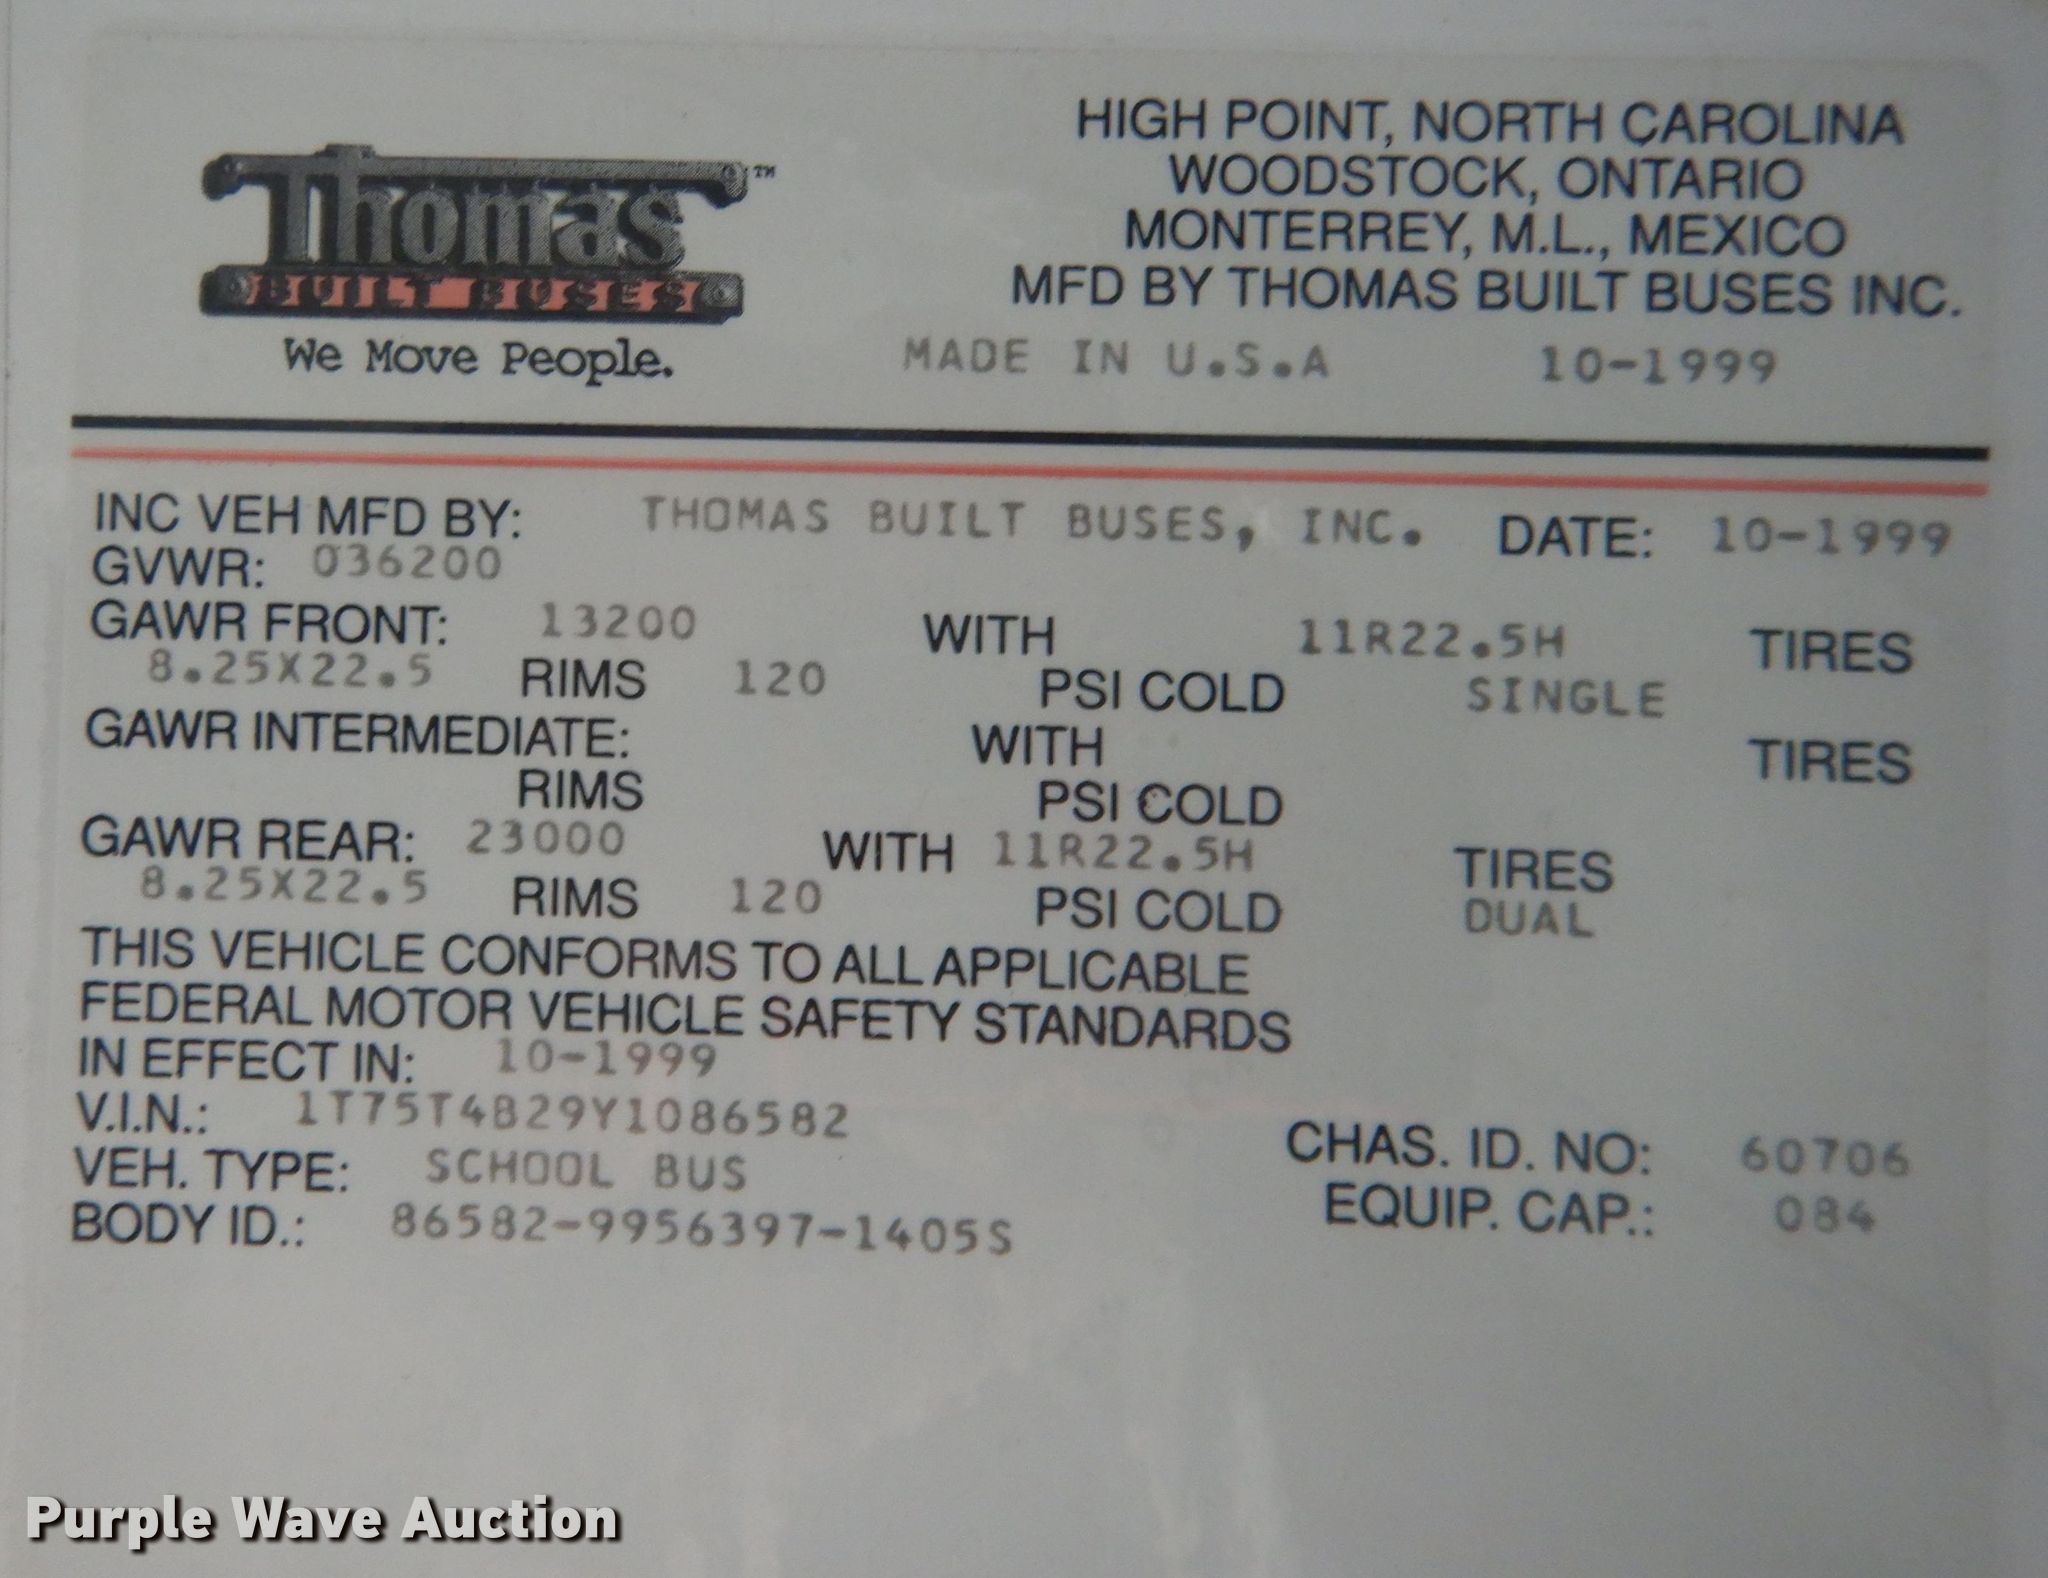 Thomas™
BUILT BUSES
We Move People.
HIGH POINT, NORTH CAROLINA
WOODSTOCK, ONTARIO
MONTERREY, M.L., MEXICO
MFD BY THOMAS BUILT BUSES INC.
MADE IN U.S.A 10-1999
INC VEH MFD BY: THOMAS BUILT BUSES, INC. DATE: 10-1999
GVWR: 036200
GAWR FRONT: 13200 WITH 11R22.5H TIRES
8.25X22.5 RIMS 120 PSI COLD SINGLE
GAWR INTERMEDIATE: WITH TIRES
RIMS PSI COLD
GAWR REAR: 23000 WITH 11R22.5H TIRES
8.25X22.5 RIMS 120 PSI COLD DUAL
THIS VEHICLE CONFORMS TO ALL APPLICABLE
FEDERAL MOTOR VEHICLE SAFETY STANDARDS
IN EFFECT IN: 10-1999
V.I.N.: 1T75T4B29Y1086582
VEH. TYPE: SCHOOL BUS CHAS. ID. NO: 60706
BODY ID.: 86582-9956397-1405S EQUIP. CAP.: 084
Purple Wave Auction